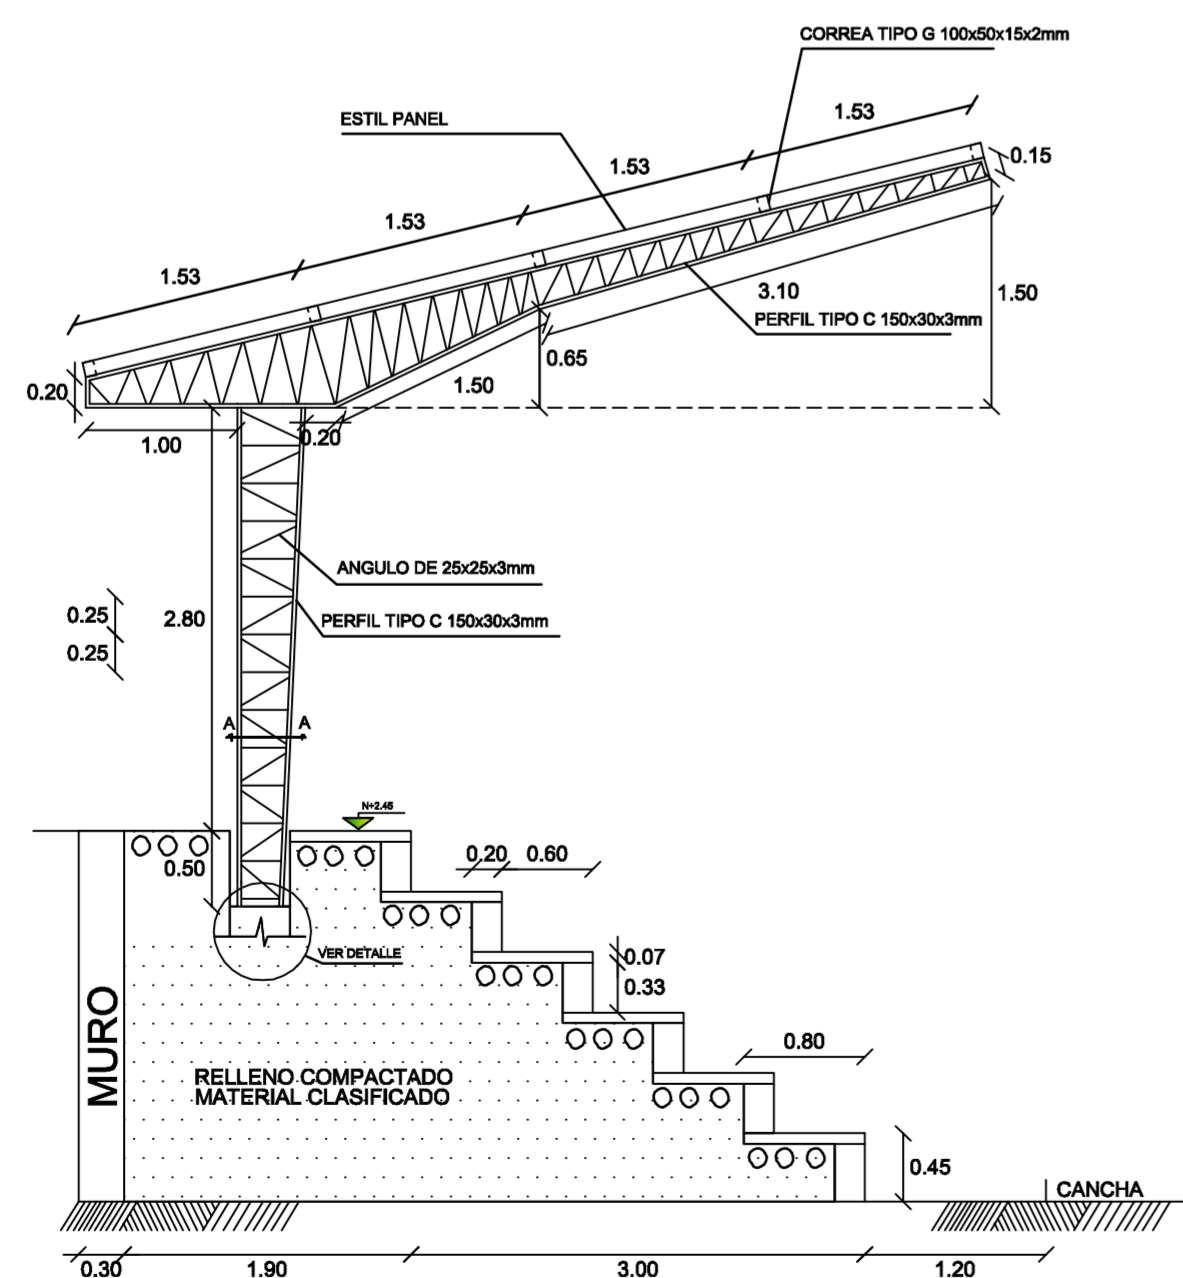 CORREA TIPO G 100x50x15x2mm
ESTIL PANEL
1.53
1.53
1.53
1.53
0.15
3.10
1.50
PERFIL TIPO C 150x30x3mm
0.65
1.50
0.20
1.00
0.20
ANGULO DE 25x25x3mm
PERFIL TIPO C 150x30x3mm
0.25
2.80
0.25
A
A
N+2.45
0.50
0.20
0.60
VER DETALLE
0.07
0.33
MURO
RELLENO COMPACTADO
MATERIAL CLASIFICADO
0.80
0.45
CANCHA
0.30
1.90
3.00
1.20